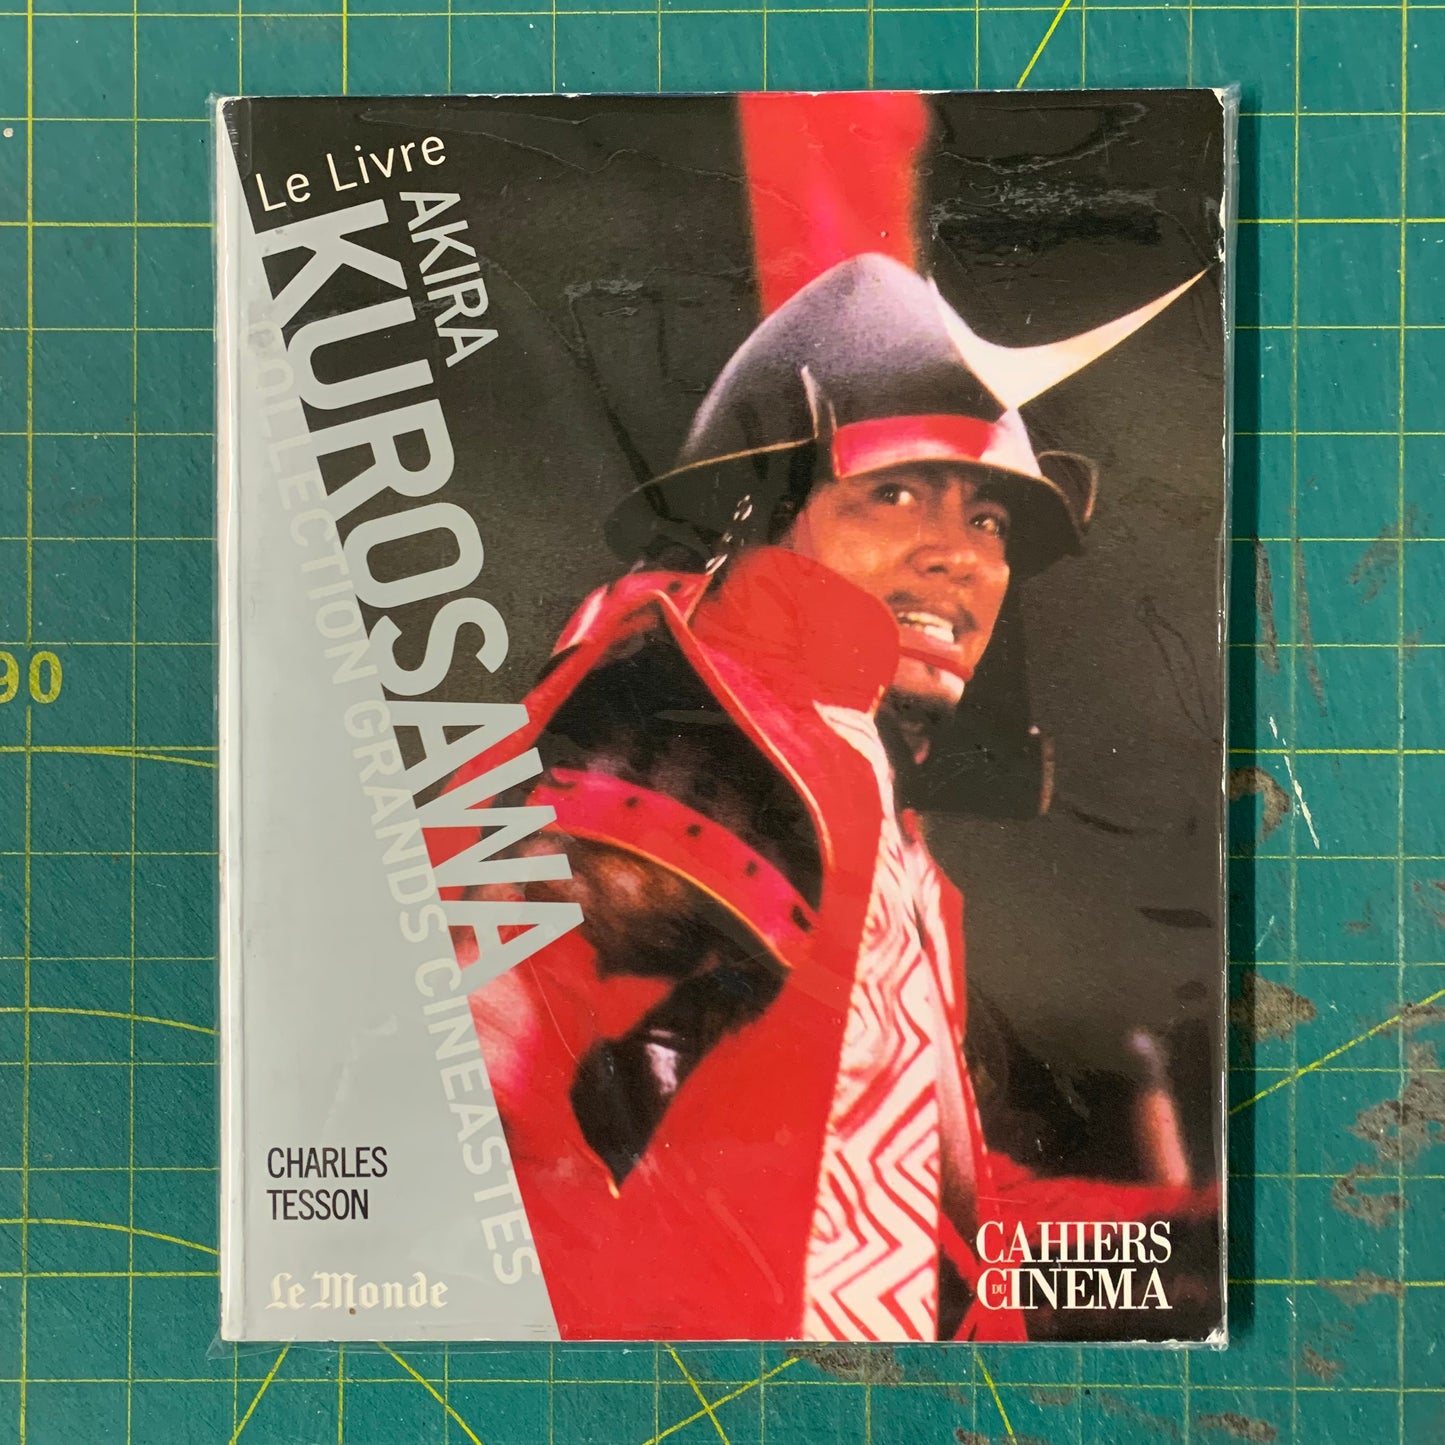 Le Livre
AKIRA
KUROSAWA
COLLECTION GRANDS CINEASTES
CHARLES
TESSON
Le Monde
CAHIERS
DU
CINEMA
90